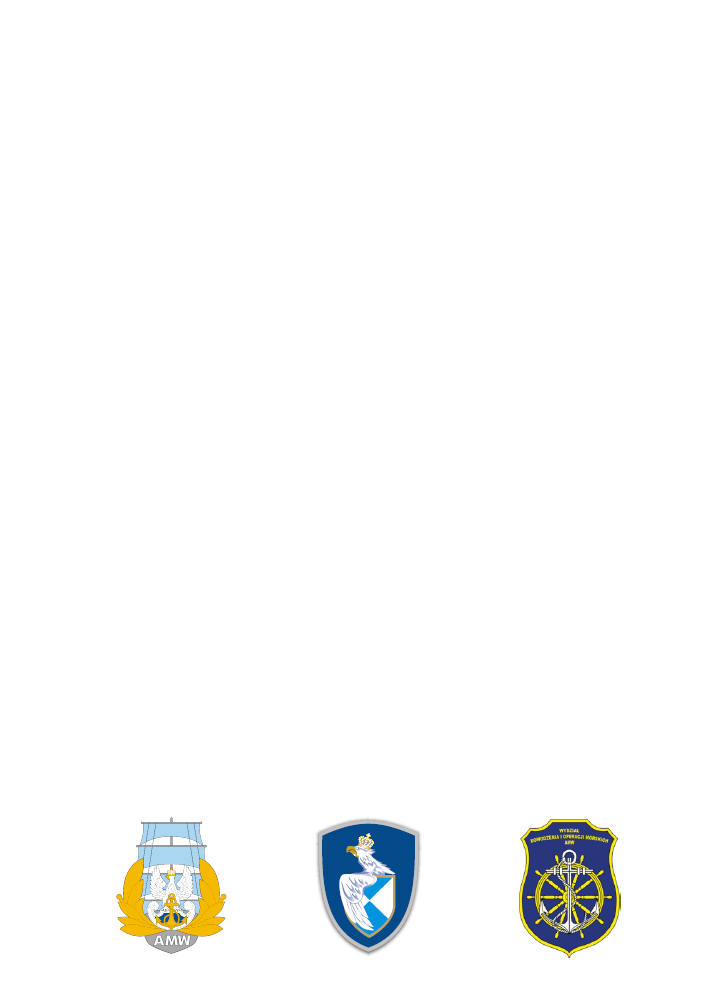 AMW
WYDZIAŁ
DOWODZENIA I OPERACJI MORSKICH
AMW